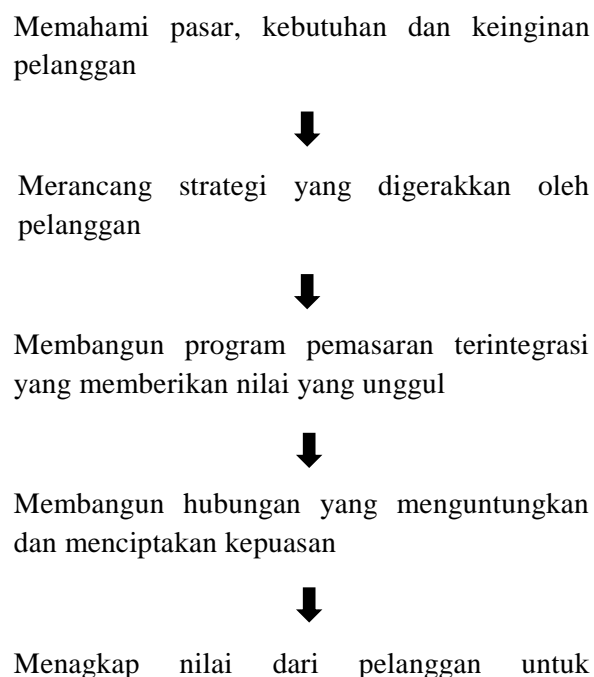 Memahami pasar, kebutuhan dan keinginan
pelanggan
Merancang strategi yang digerakkan oleh
pelanggan
Membangun program pemasaran terintegrasi
yang memberikan nilai yang unggul
Membangun hubungan yang menguntungkan
dan menciptakan kepuasan
Menagkap nilai dari pelanggan untuk